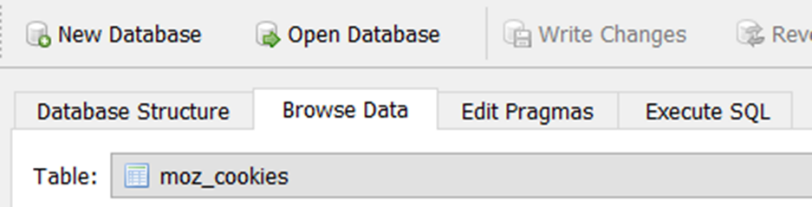 New Database Open Database Write Changes
Database Structure Browse Data Edit Pragmas Execute SQL
Table: moz_cookies